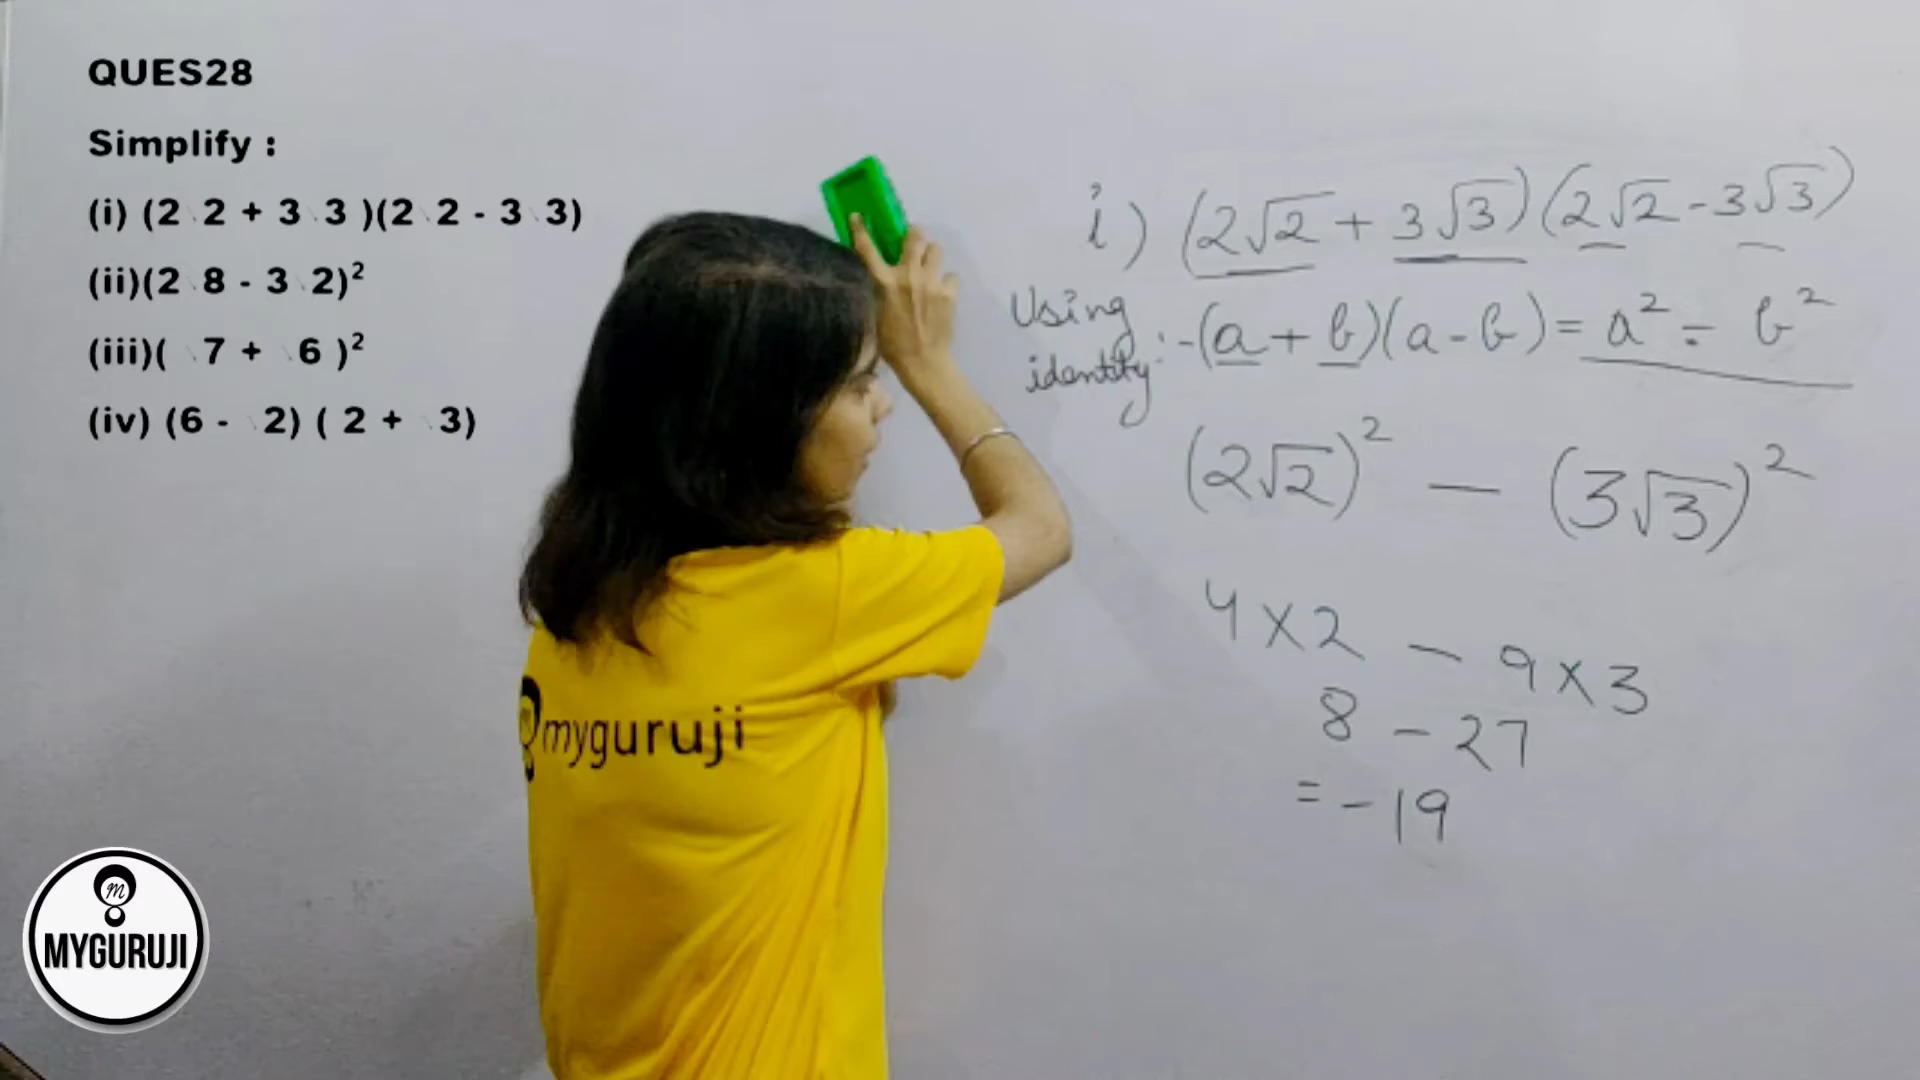 QUES28
Simplify :
(i) (2√2 + 3√3 )(2√2 - 3√3)
(ii)(2√8 - 3√2)²
(iii)( √7 + √6 )²
(iv) (6 - √2) ( 2 + √3)
i) (2√2 + 3√3)(2√2 - 3√3)
Using identity:- (a + b)(a - b) = a² - b²
(2√2)² - (3√3)²
4 × 2 - 9 × 3
8 - 27
= -19
myguruji
m
MYGURUJI